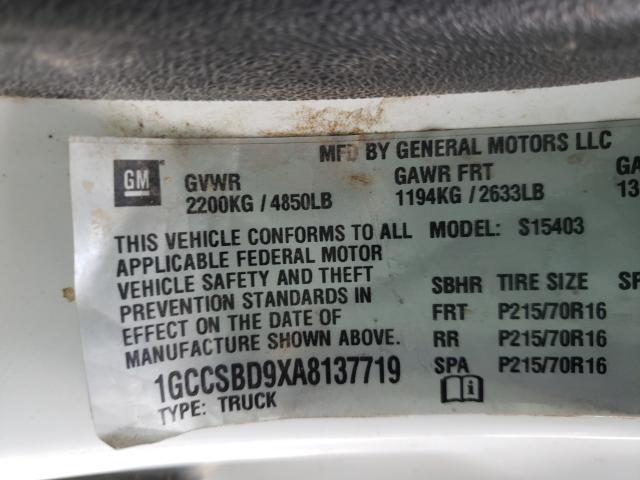 MFD BY GENERAL MOTORS LLC
GM
GVWR
GAWR FRT
GA
2200KG / 4850LB
1194KG / 2633LB
13
THIS VEHICLE CONFORMS TO ALL
MODEL: S15403
APPLICABLE FEDERAL MOTOR
VEHICLE SAFETY AND THEFT
PREVENTION STANDARDS IN
EFFECT ON THE DATE OF
MANUFACTURE SHOWN ABOVE.
SBHR TIRE SIZE SP
FRT P215/70R16
RR P215/70R16
SPA P215/70R16
1GCCSBD9XA8137719
TYPE: TRUCK